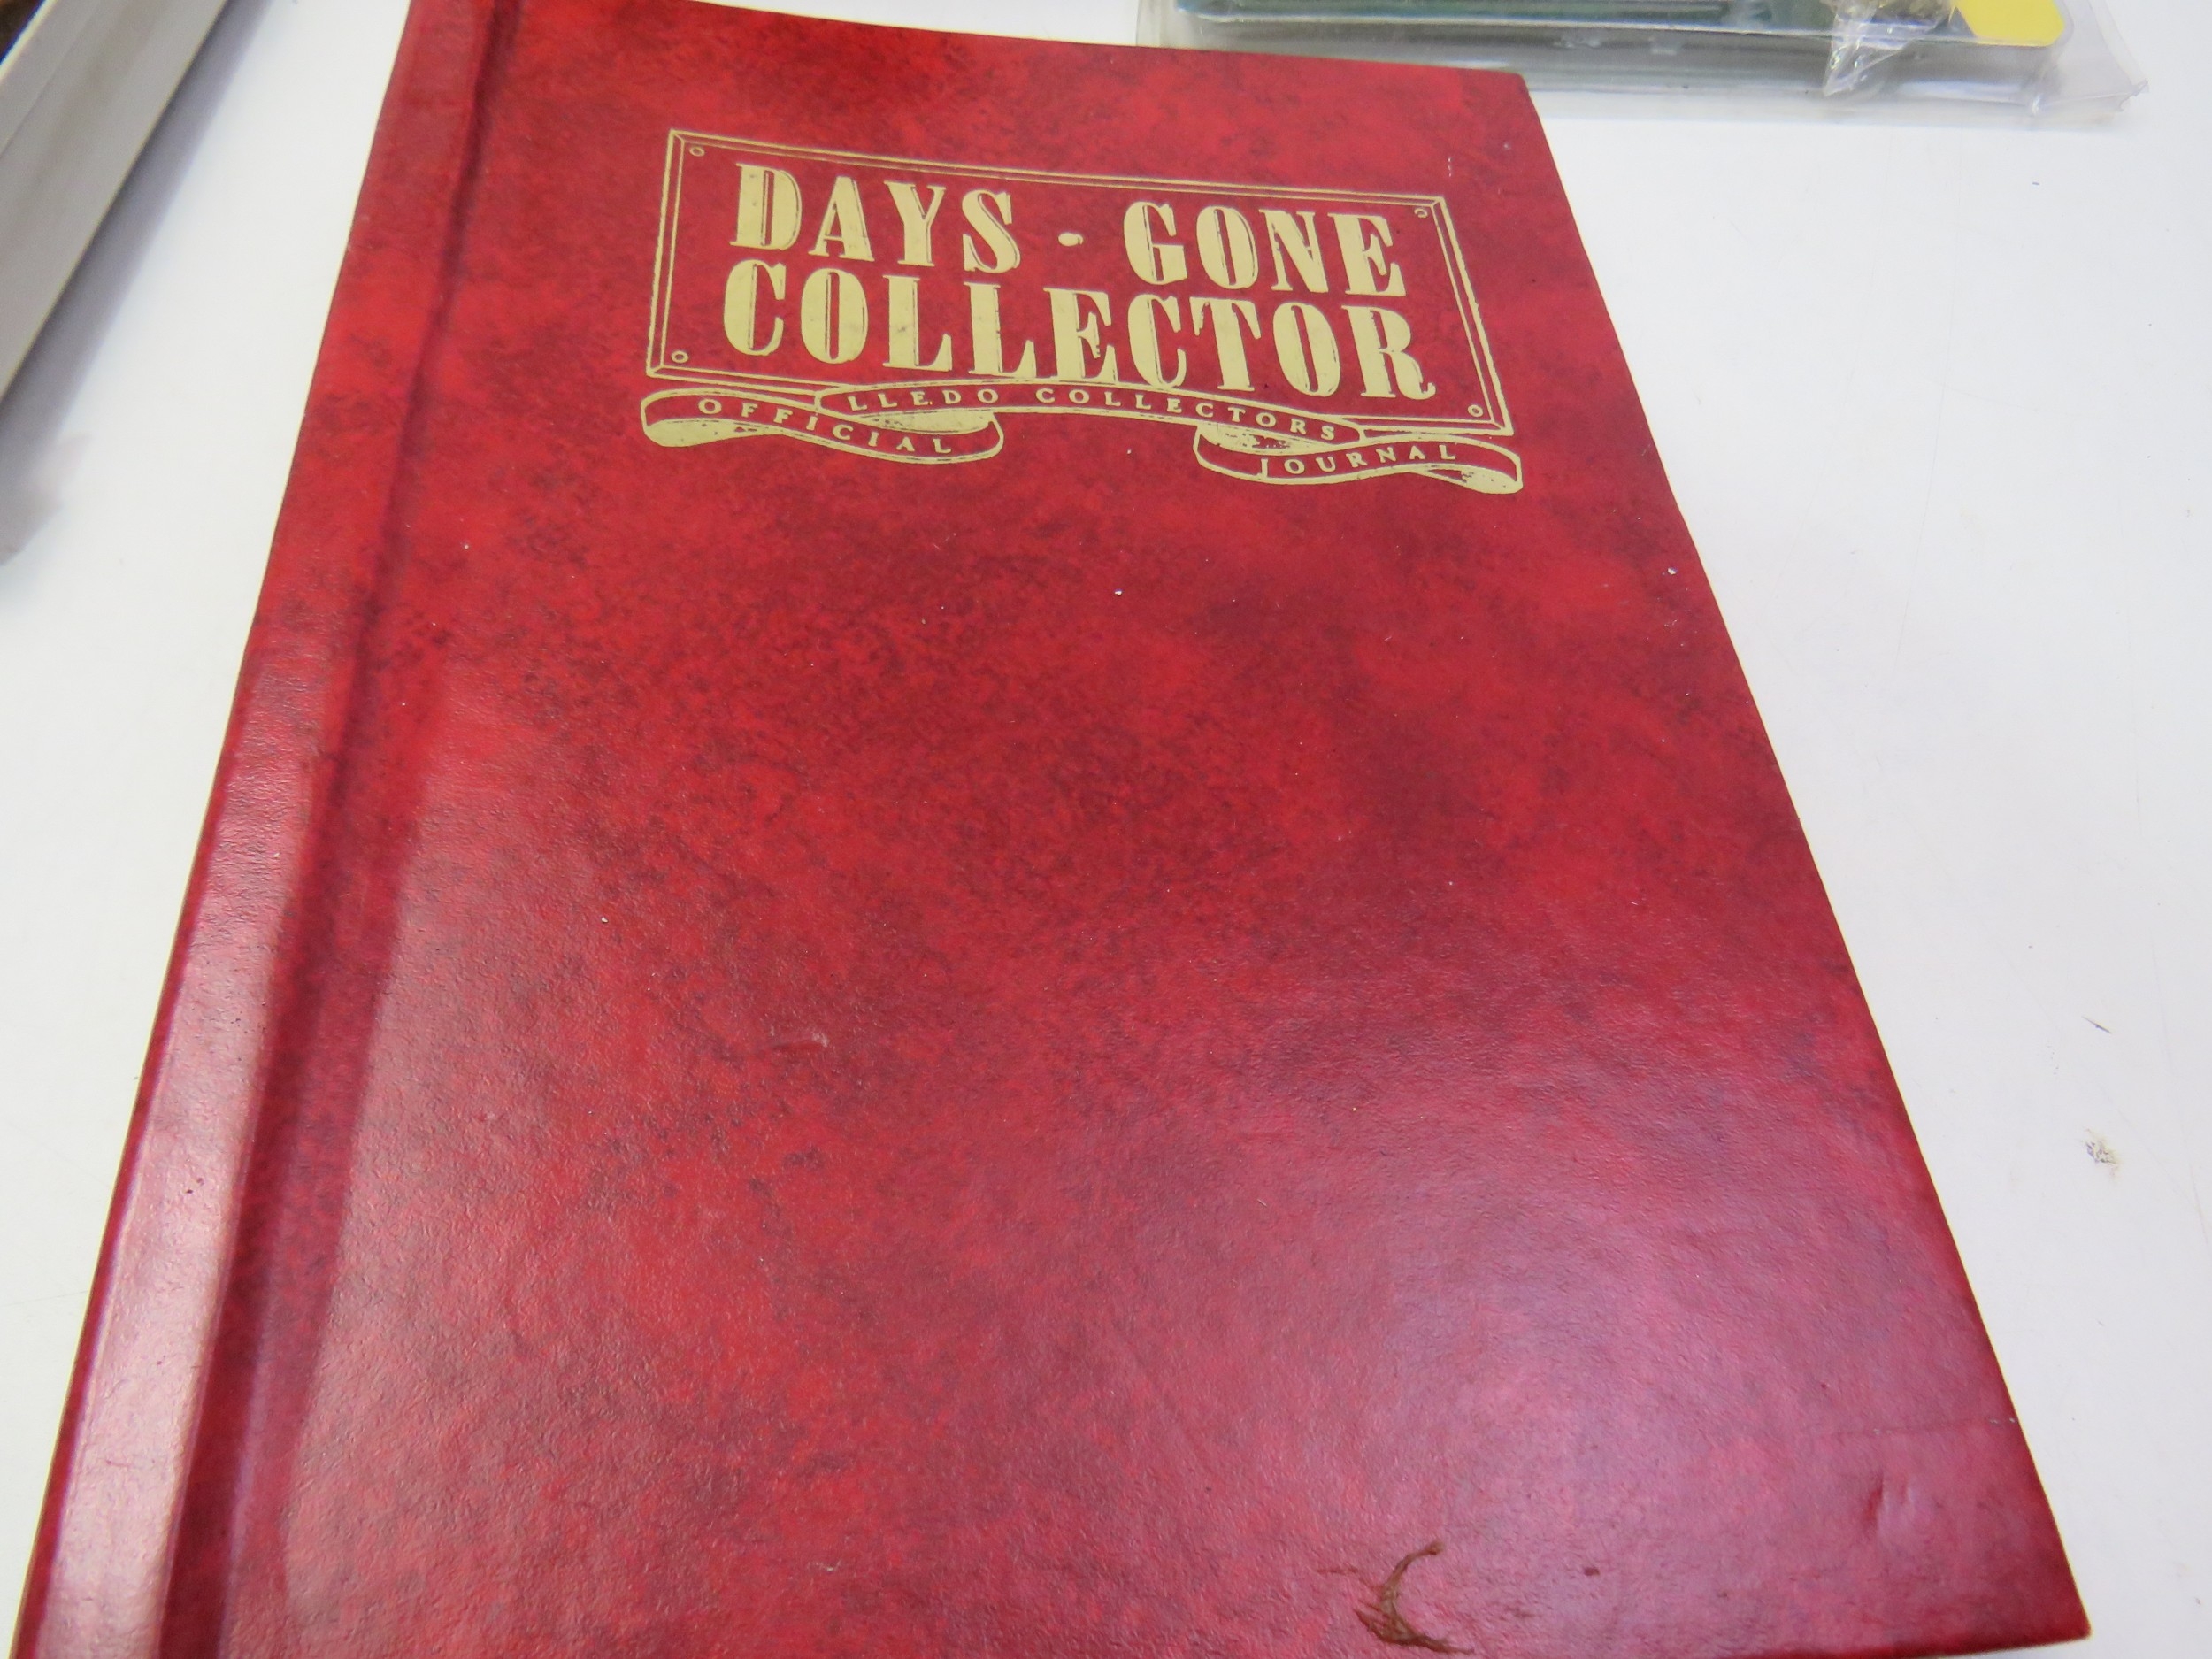 DAYS · GONE
COLLECTOR
OFFICIAL LLEDO COLLECTORS JOURNAL